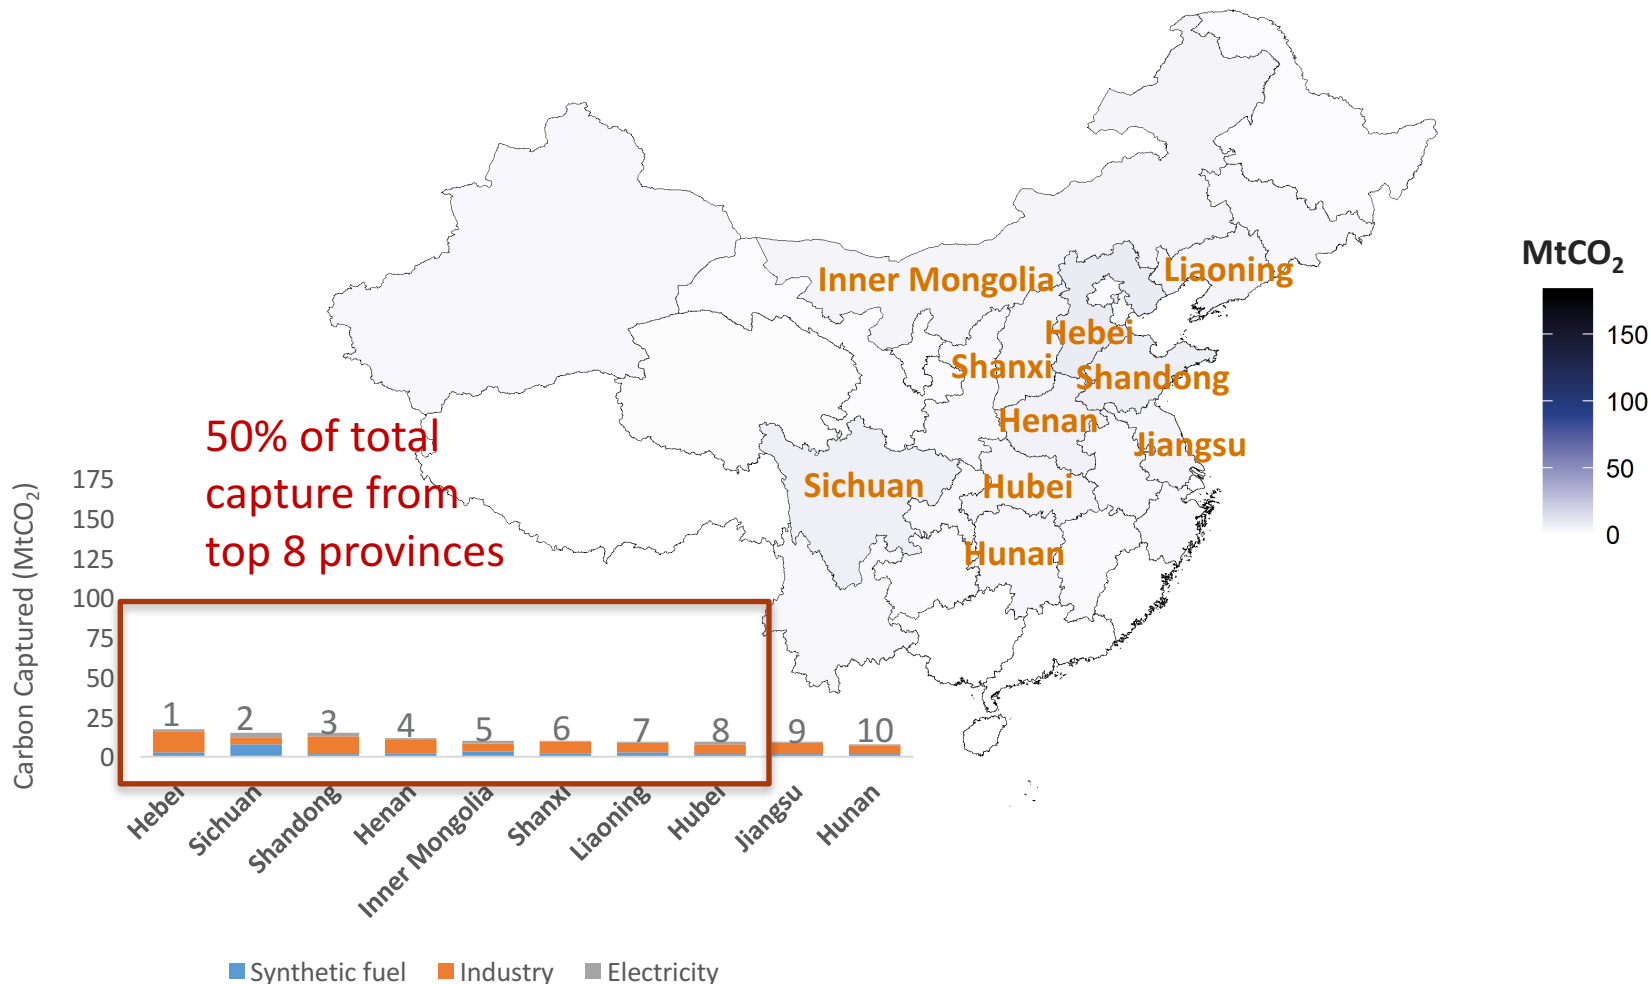 Inner Mongolia
Liaoning
Hebei
Shanxi
Shandong
Henan
Jiangsu
Sichuan
Hubei
Hunan
MtCO₂
150
100
50
0
50% of total
capture from
top 8 provinces
Carbon Captured (MtCO₂)
175
150
125
100
75
50
25
0
1 2 3 4 5 6 7 8 9 10
Hebei
Sichuan
Shandong
Henan
Inner Mongolia
Shanxi
Liaoning
Hubei
Jiangsu
Hunan
Synthetic fuel Industry Electricity